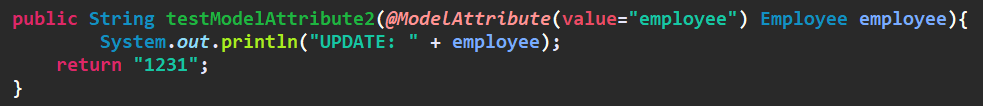 public String testModelAttribute2(@ModelAttribute(value="employee") Employee employee){
        System.out.println("UPDATE: " + employee);
    return "1231";
}